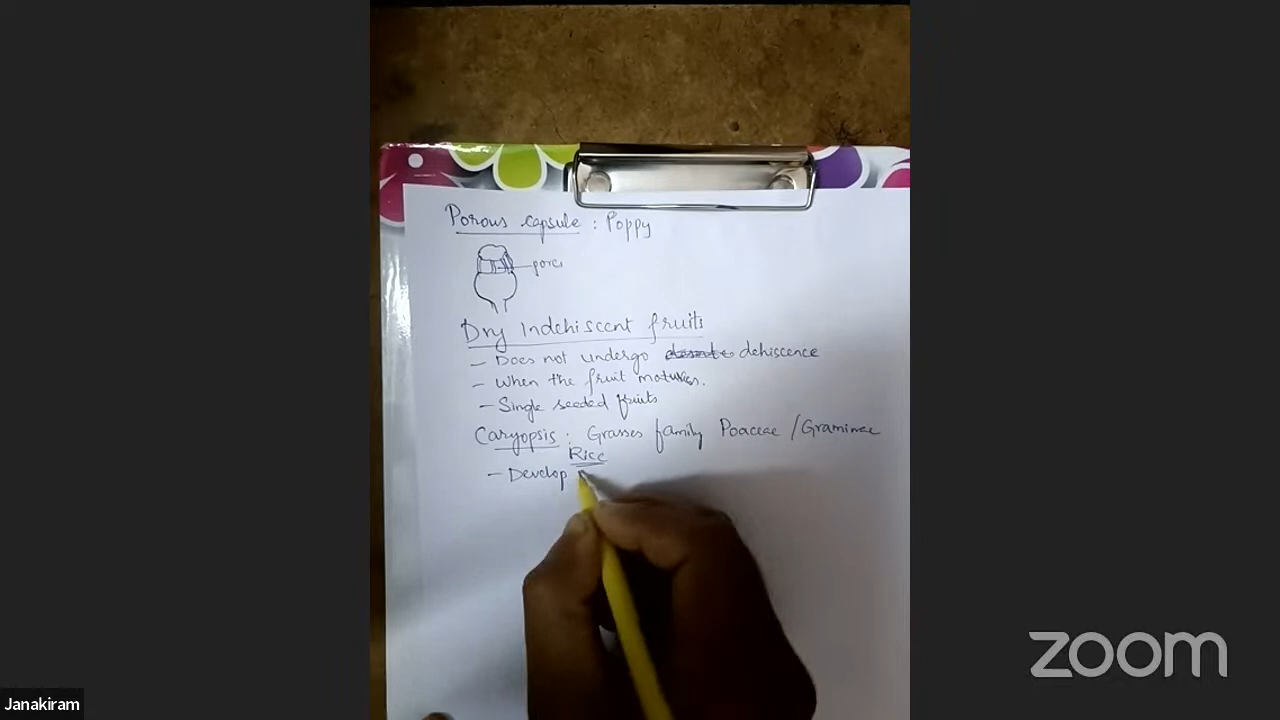 Porous capsule : Poppy
pores
Dry Indehiscent fruits
- Does not undergo dehiscence
- When the fruit matures.
- Single seeded fruits
Caryopsis : Grasses family Poaceae / Graminae
Rice
- Develop
zoom
Janakiram